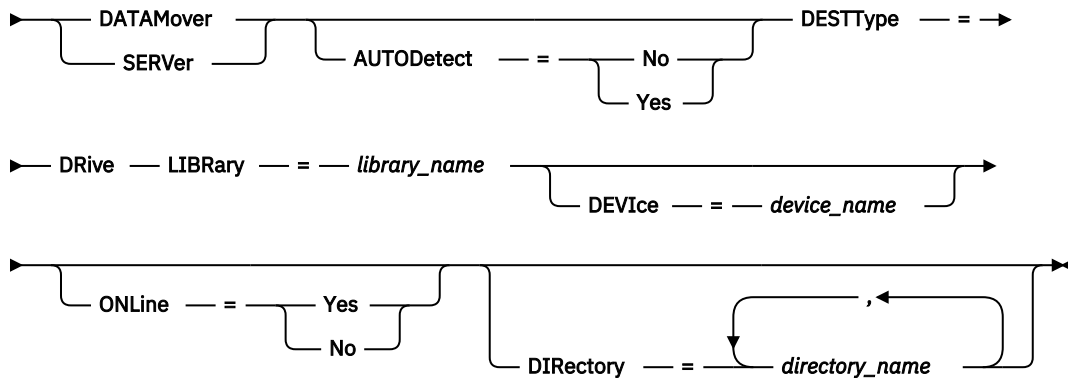 DATAMover DESTType =
SERVer AUTODetect = No
Yes
DRive LIBRary = library_name
DEVIce = device_name
ONLine = Yes ,
No
DIRectory = directory_name